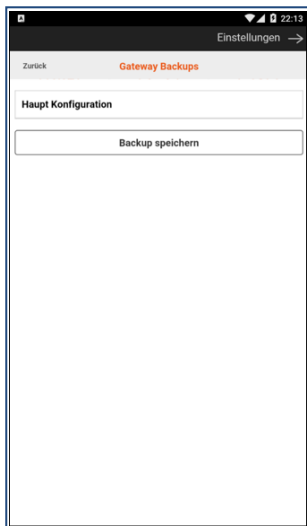 22:13
Einstellungen →
Zurück Gateway Backups
Haupt Konfiguration
Backup speichern